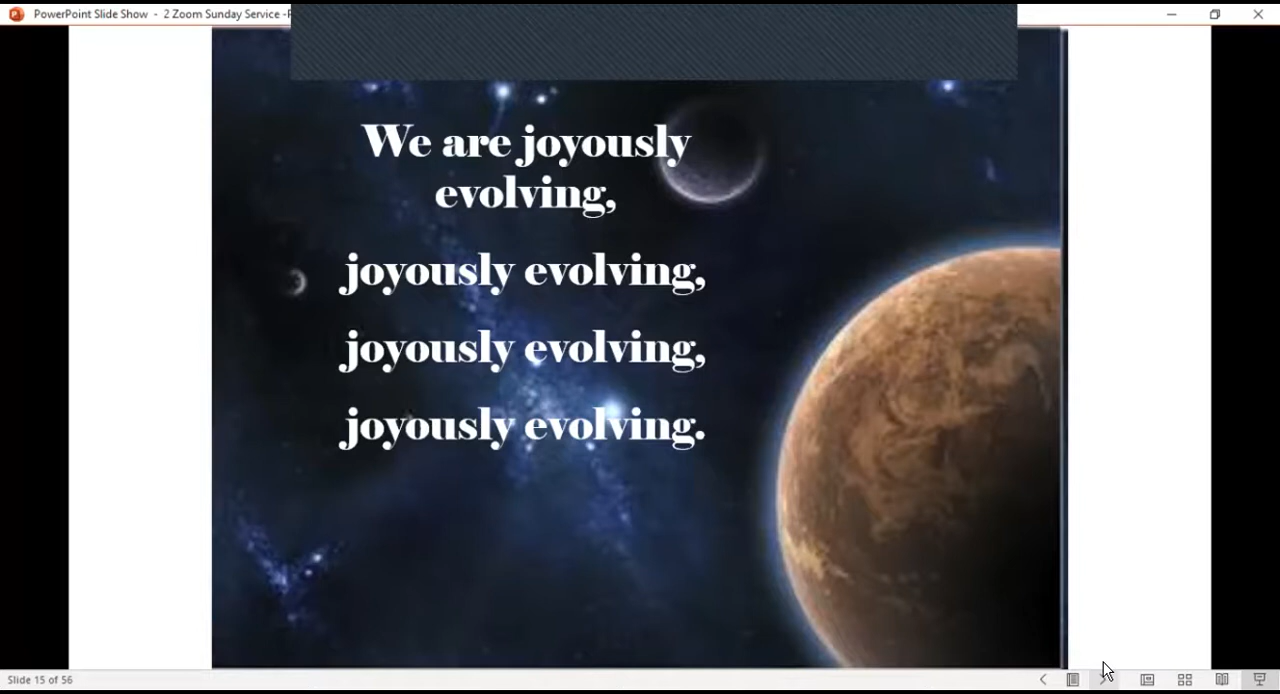 PowerPoint Slide Show - 2 Zoom Sunday Service -
We are joyously
evolving,
joyously evolving,
joyously evolving,
joyously evolving.
Slide 15 of 56